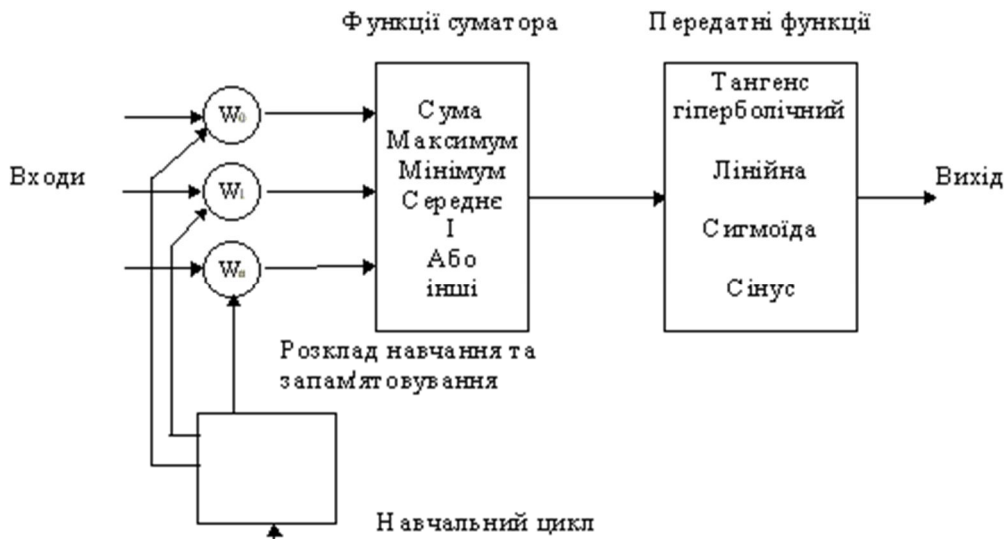 Функції суматора
Передатні функції
Входи
W₀
W₁
Wₙ
Сума
Максимум
Мінімум
Середнє
І
Або
інші
Тангенс
гіперболічний
Лінійна
Сигмоїда
Сінус
Вихід
Розклад навчання та
запам'ятовування
Навчальний цикл